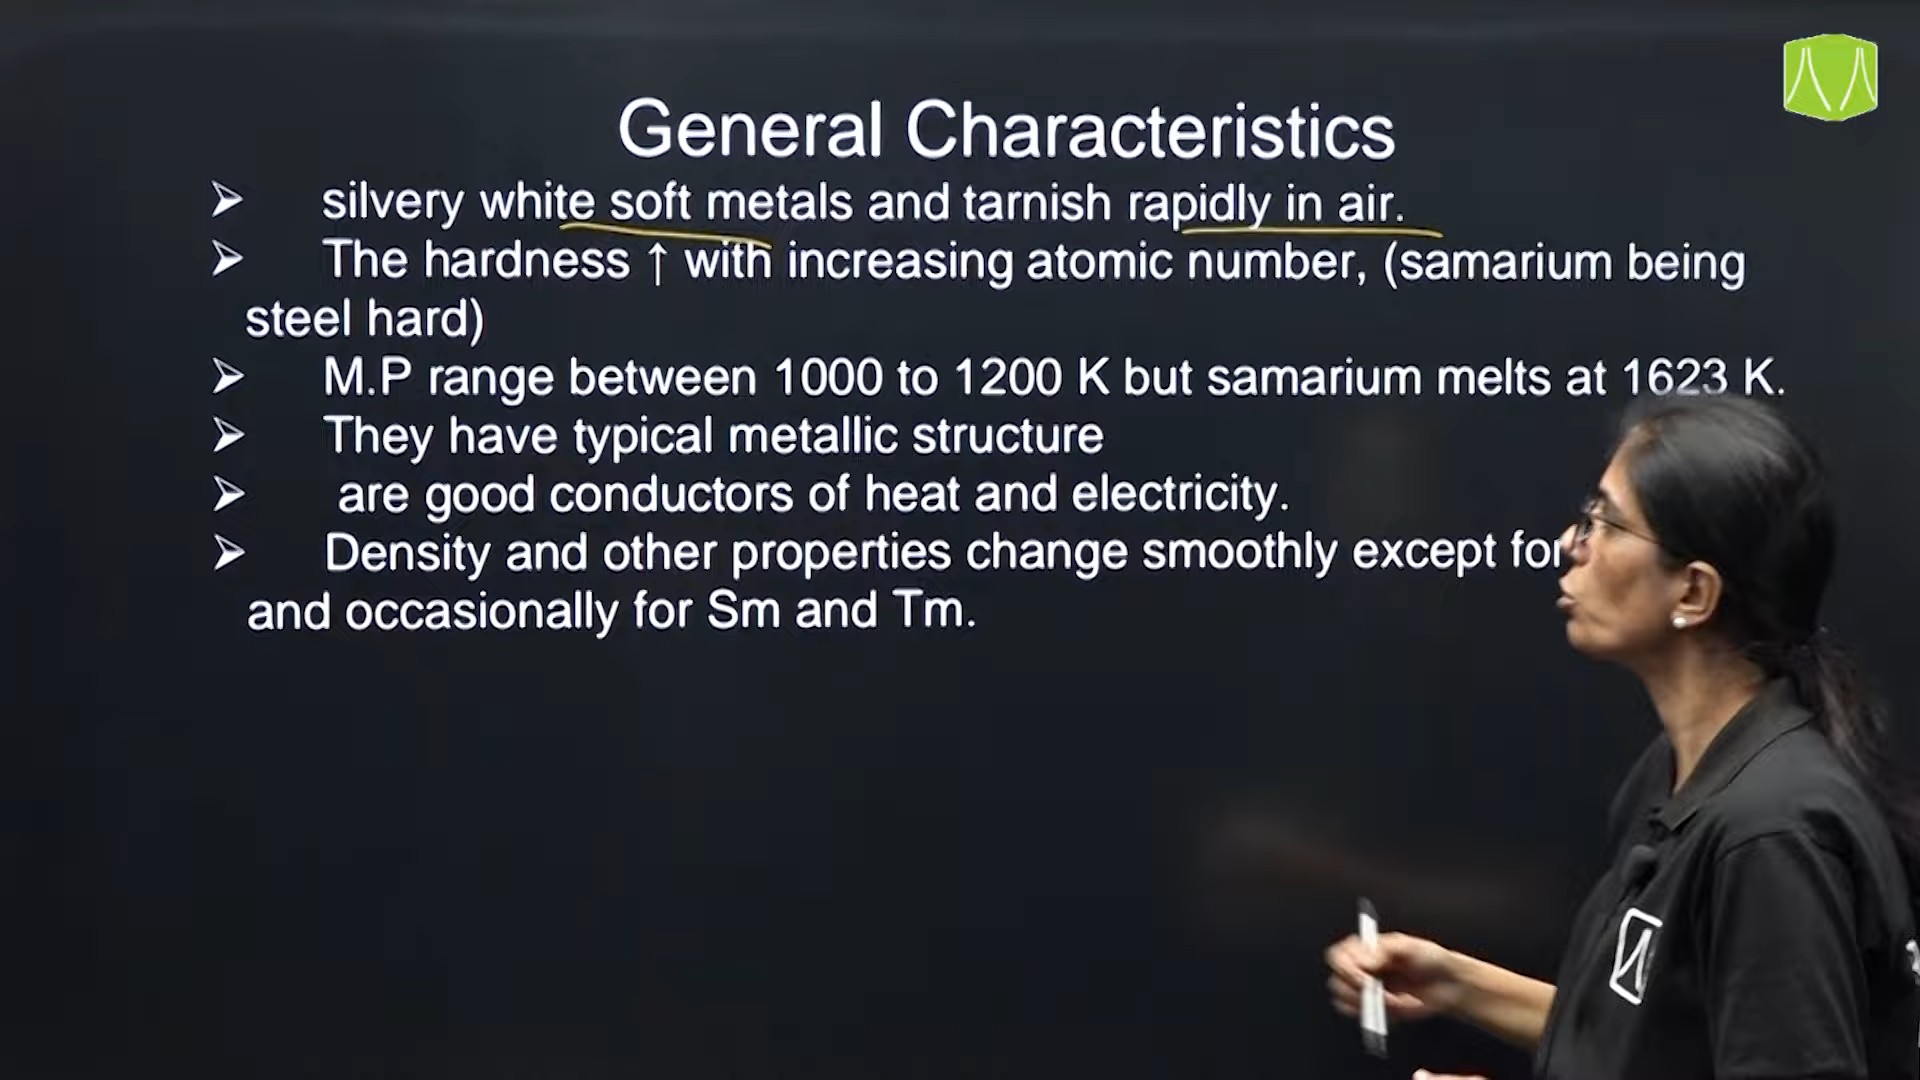 General Characteristics
➢ silvery white soft metals and tarnish rapidly in air.
➢ The hardness ↑ with increasing atomic number, (samarium being
steel hard)
➢ M.P range between 1000 to 1200 K but samarium melts at 1623 K.
➢ They have typical metallic structure
➢ are good conductors of heat and electricity.
➢ Density and other properties change smoothly except for
and occasionally for Sm and Tm.